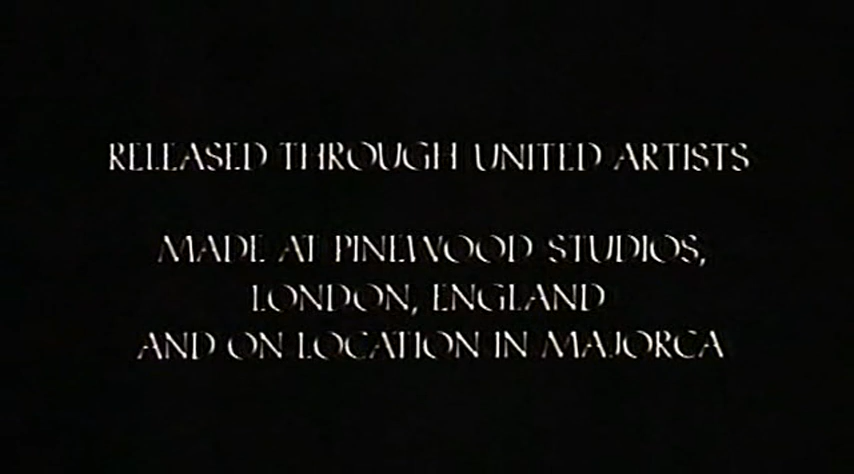 RELEASED THROUGH UNITED ARTISTS
MADE AT PINEWOOD STUDIOS,
LONDON, ENGLAND
AND ON LOCATION IN MAJORCA